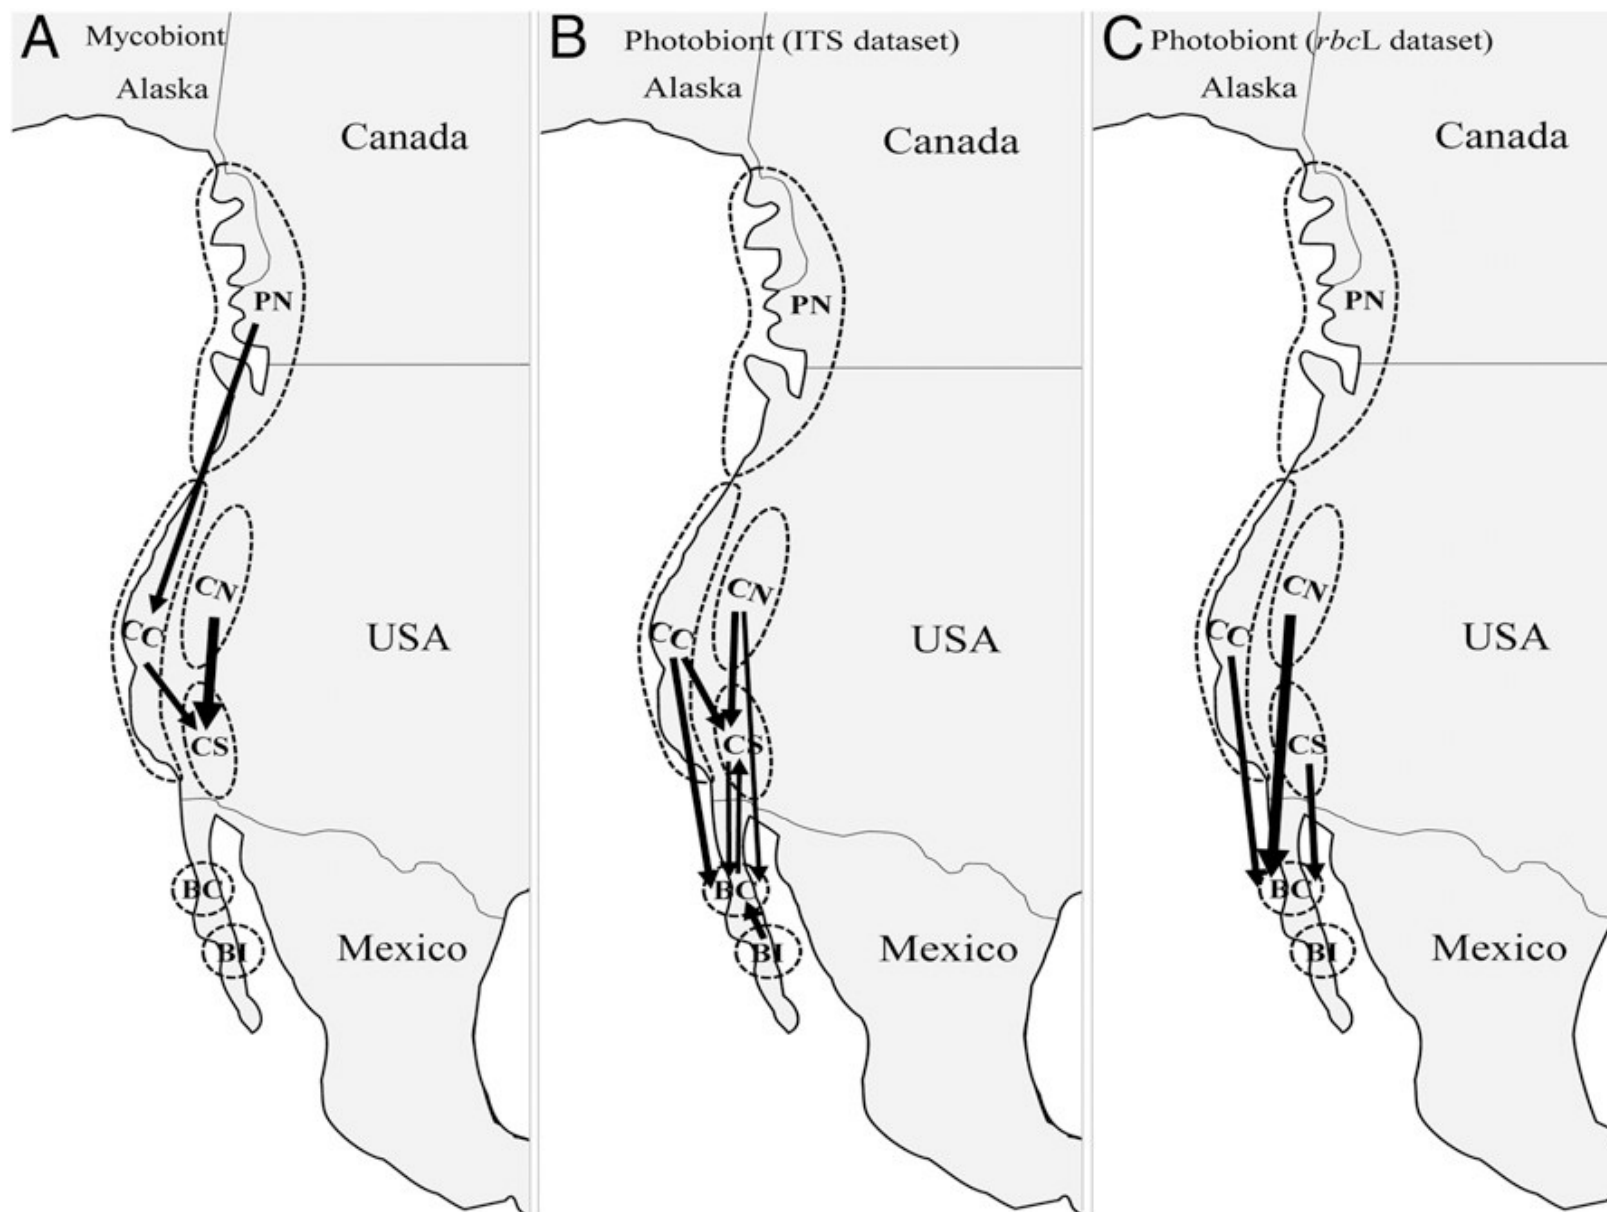 A Mycobiont
Alaska
Canada
PN
CN
CC
USA
CS
BC
BI
Mexico
B Photobiont (ITS dataset)
Alaska
Canada
PN
CN
CC
USA
CS
BC
BI
Mexico
C Photobiont (rbcL dataset)
Alaska
Canada
PN
CN
CC
USA
CS
BC
BI
Mexico